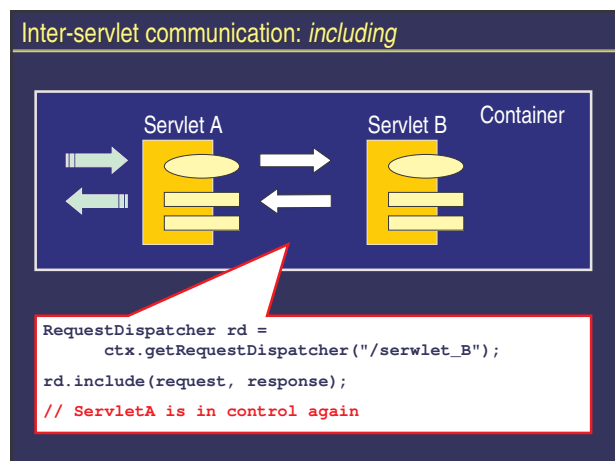 Inter-servlet communication: including
Servlet A
Servlet B
Container
RequestDispatcher rd =
ctx.getRequestDispatcher("/serwlet_B");
rd.include(request, response);
// ServletA is in control again